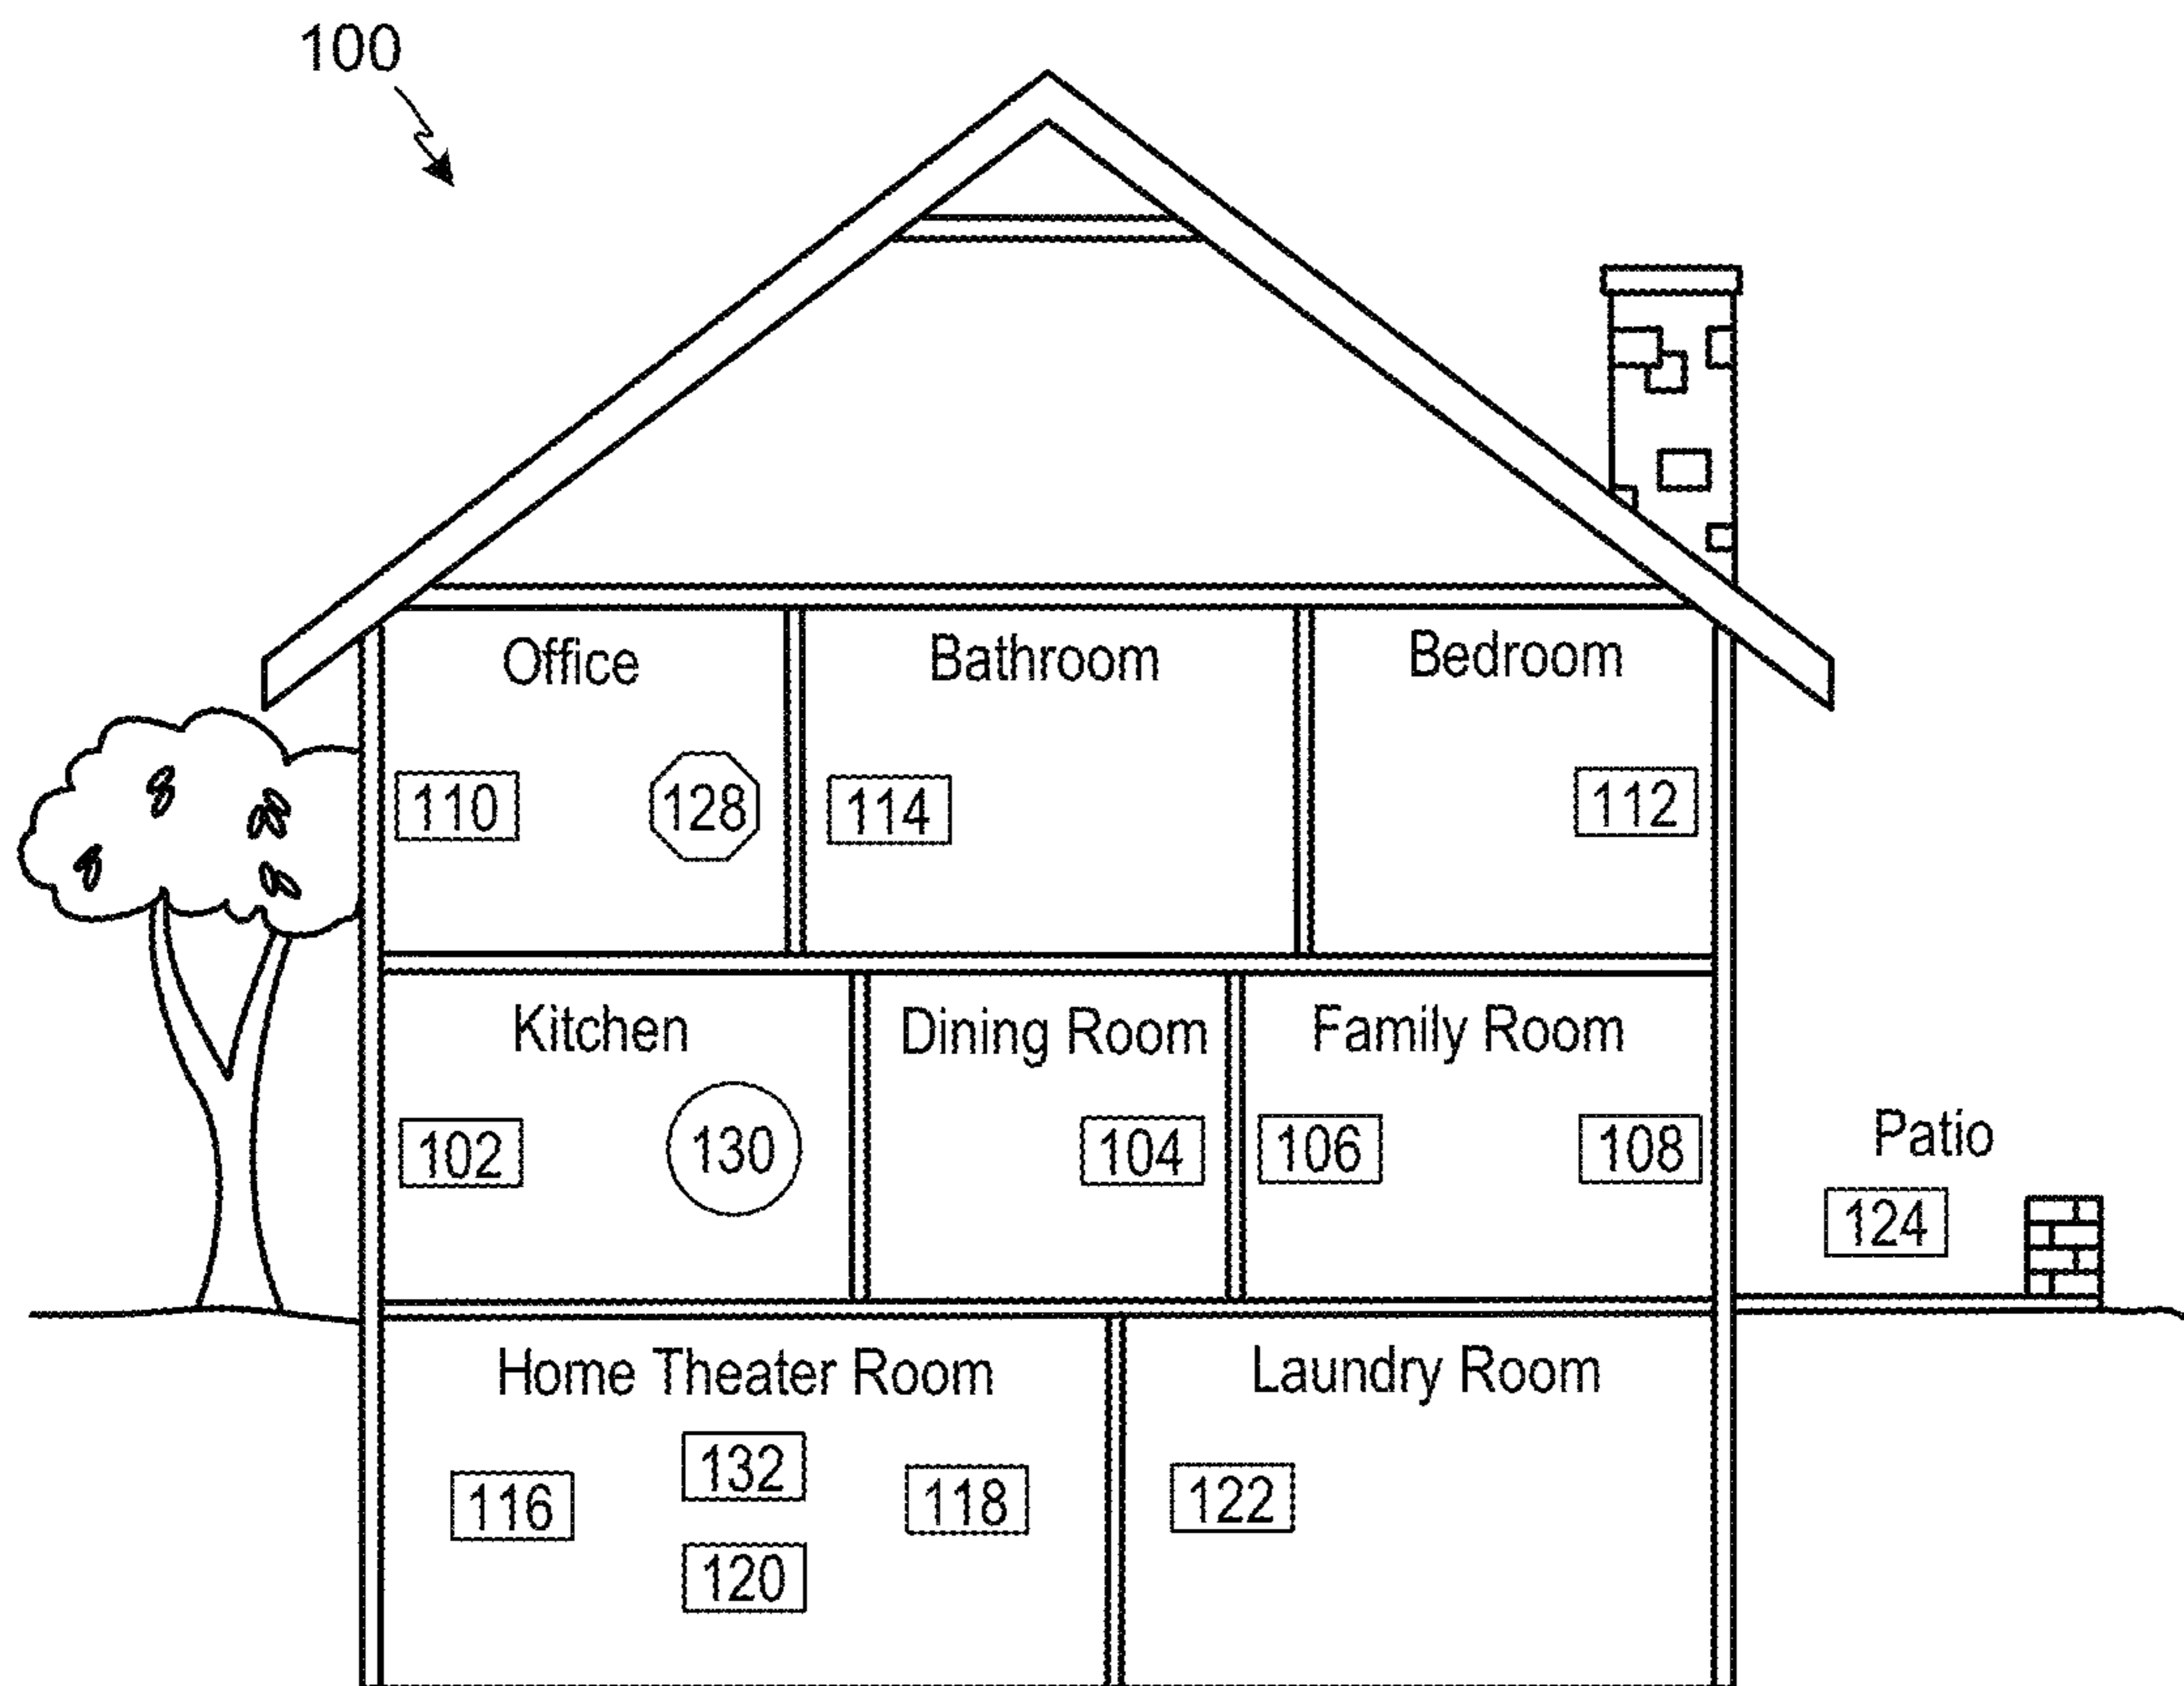 100
Office
Bathroom
Bedroom
110
128
114
112
Kitchen
Dining Room
Family Room
102
130
104
106
108
Patio
124
Home Theater Room
Laundry Room
116
132
118
122
120